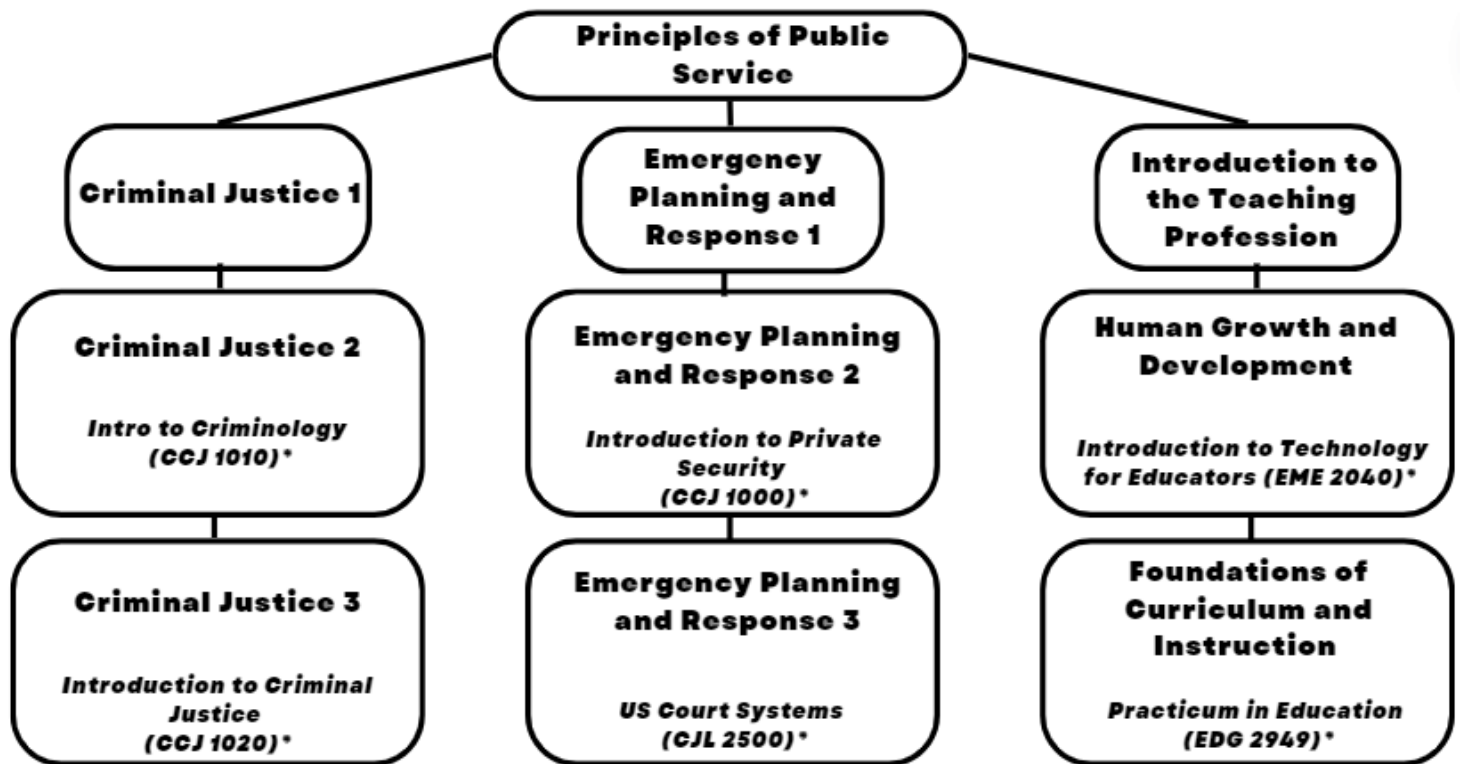 Principles of Public
Service
Criminal Justice 1
Emergency
Planning and
Response 1
Introduction to
the Teaching
Profession
Criminal Justice 2
Intro to Criminology
(CCJ 1010)*
Emergency Planning
and Response 2
Introduction to Private
Security
(CCJ 1000)*
Human Growth and
Development
Introduction to Technology
for Educators (EME 2040)*
Criminal Justice 3
Introduction to Criminal
Justice
(CCJ 1020)*
Emergency Planning
and Response 3
US Court Systems
(CJL 2500)*
Foundations of
Curriculum and
Instruction
Practicum in Education
(EDG 2949)*